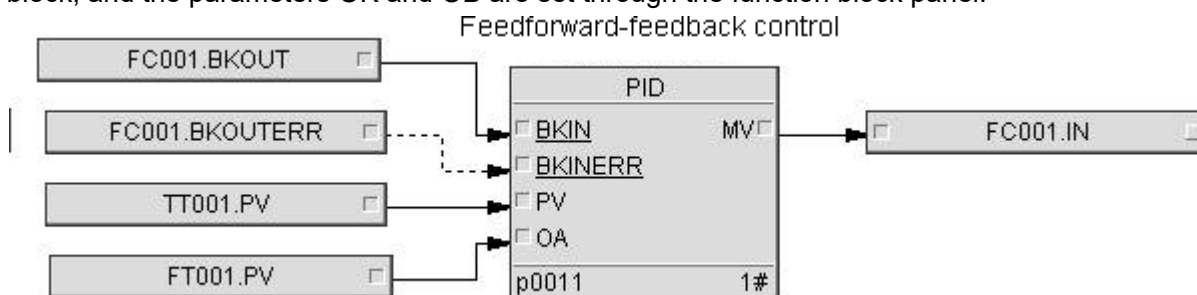 block, and the parameters OK and OB are set through the function block panel.
Feedforward-feedback control
FC001.BKOUT
PID
FC001.BKOUTERR
BKIN
MV
FC001.IN
BKINERR
TT001.PV
PV
OA
FT001.PV
p0011
1#